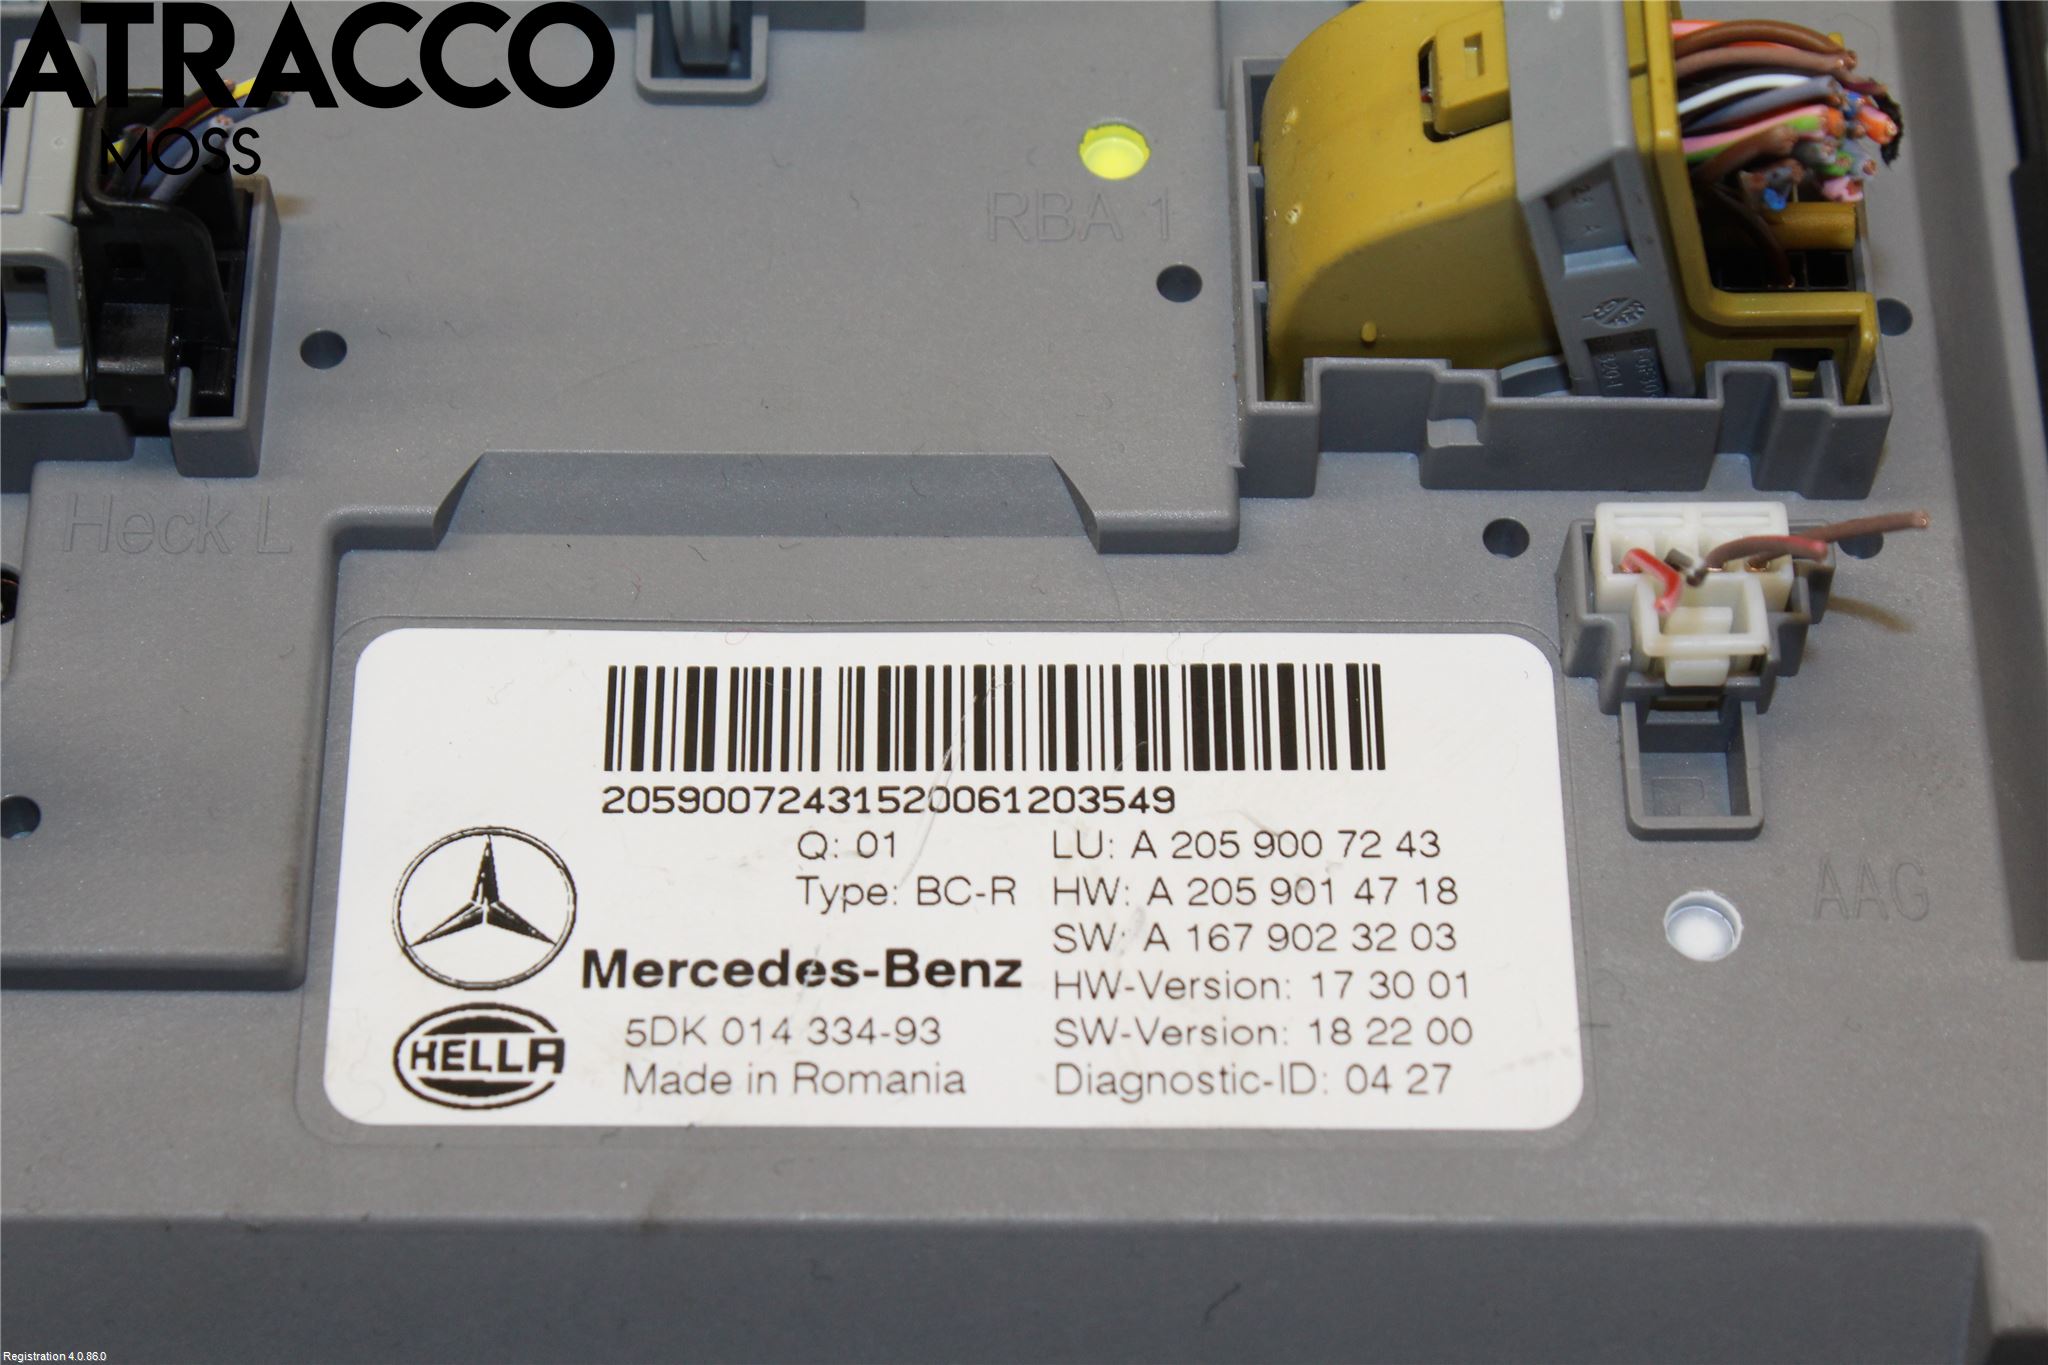 ATRACCO
MOSS
RBA 1
Heck L
20590072431520061203549
Q: 01
LU: A 205 900 72 43
Type: BC-R
HW: A 205 901 47 18
SW: A 167 902 32 03
Mercedes-Benz
HW-Version: 17 30 01
HELLA
5DK 014 334-93
SW-Version: 18 22 00
Made in Romania
Diagnostic-ID: 04 27
AAG
Registration 4.0.86.0